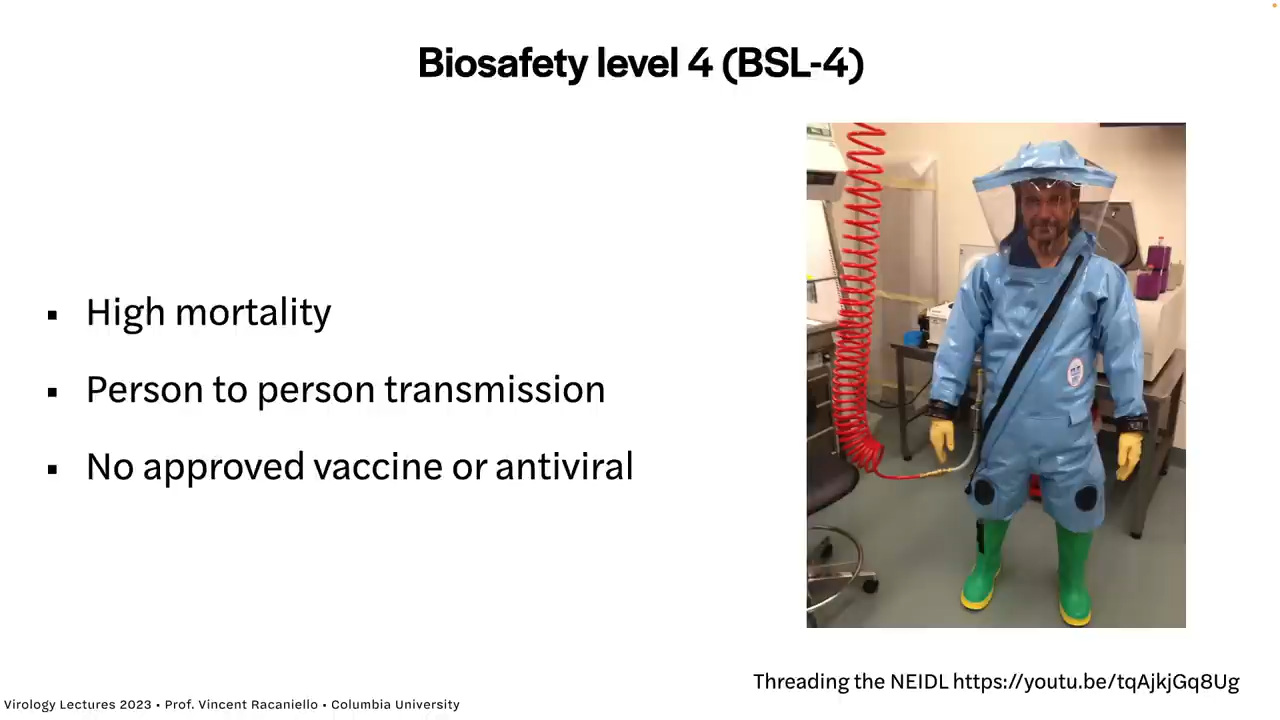 Biosafety level 4 (BSL-4)
▪ High mortality
▪ Person to person transmission
▪ No approved vaccine or antiviral
Threading the NEIDL https://youtu.be/tqAjkjGq8Ug
Virology Lectures 2023 • Prof. Vincent Racaniello • Columbia University